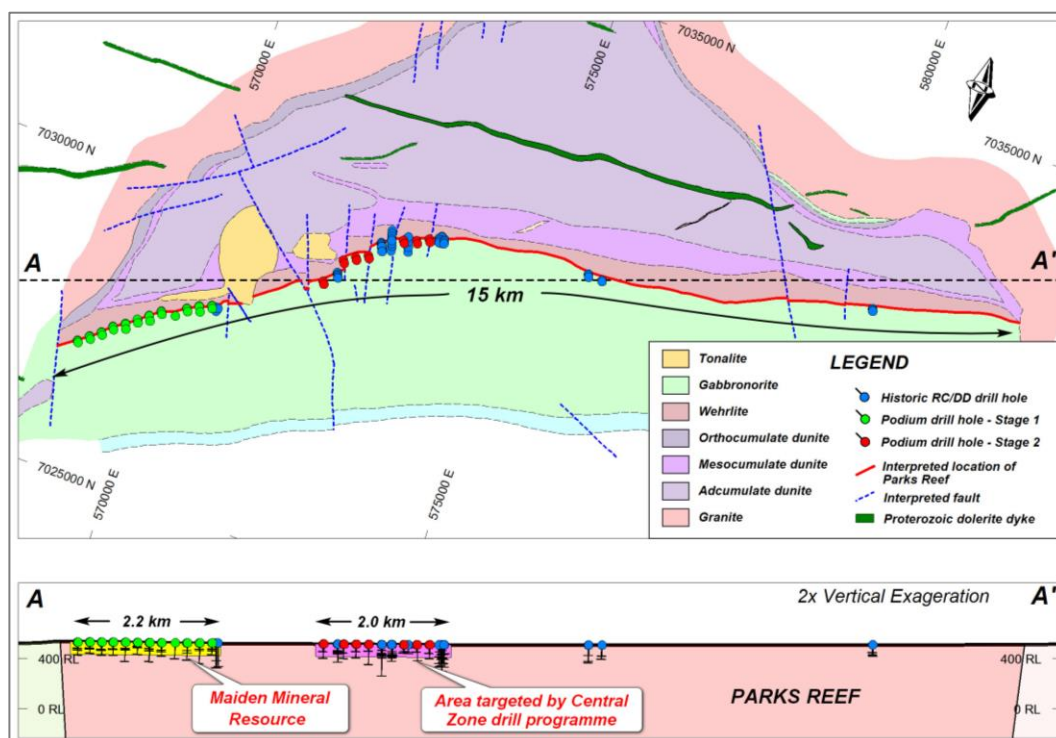 570000 E
575000 E
7035000 N
580000 E
7030000 N
7035000 N
A
A'
15 km
7025000 N
570000 E
575000 E
LEGEND
Tonalite
Gabbronorite
Wehrlite
Orthocumulate dunite
Mesocumulate dunite
Adcumulate dunite
Granite
Historic RC/DD drill hole
Podium drill hole - Stage 1
Podium drill hole - Stage 2
Interpreted location of
Parks Reef
Interpreted fault
Proterozoic dolerite dyke
A
2x Vertical Exageration
A'
2.2 km
2.0 km
400 RL
400 RL
0 RL
0 RL
Maiden Mineral
Resource
Area targeted by Central
Zone drill programme
PARKS REEF